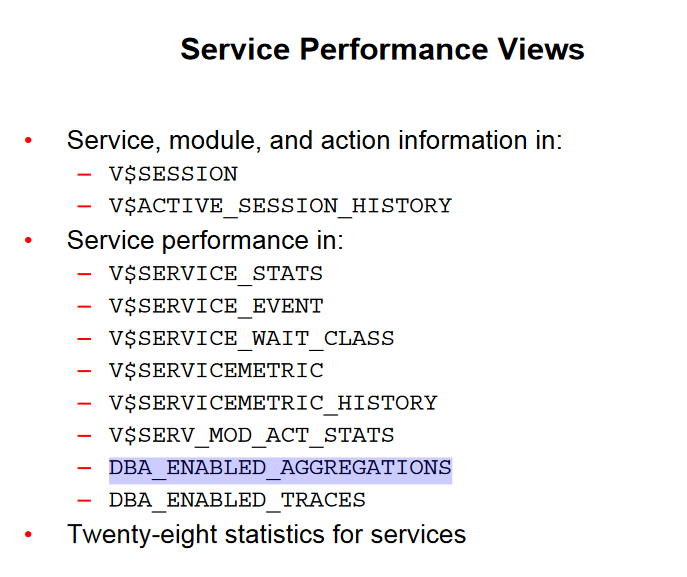 Service Performance Views
• Service, module, and action information in:
– V$SESSION
– V$ACTIVE_SESSION_HISTORY
• Service performance in:
– V$SERVICE_STATS
– V$SERVICE_EVENT
– V$SERVICE_WAIT_CLASS
– V$SERVICEMETRIC
– V$SERVICEMETRIC_HISTORY
– V$SERV_MOD_ACT_STATS
– DBA_ENABLED_AGGREGATIONS
– DBA_ENABLED_TRACES
• Twenty-eight statistics for services